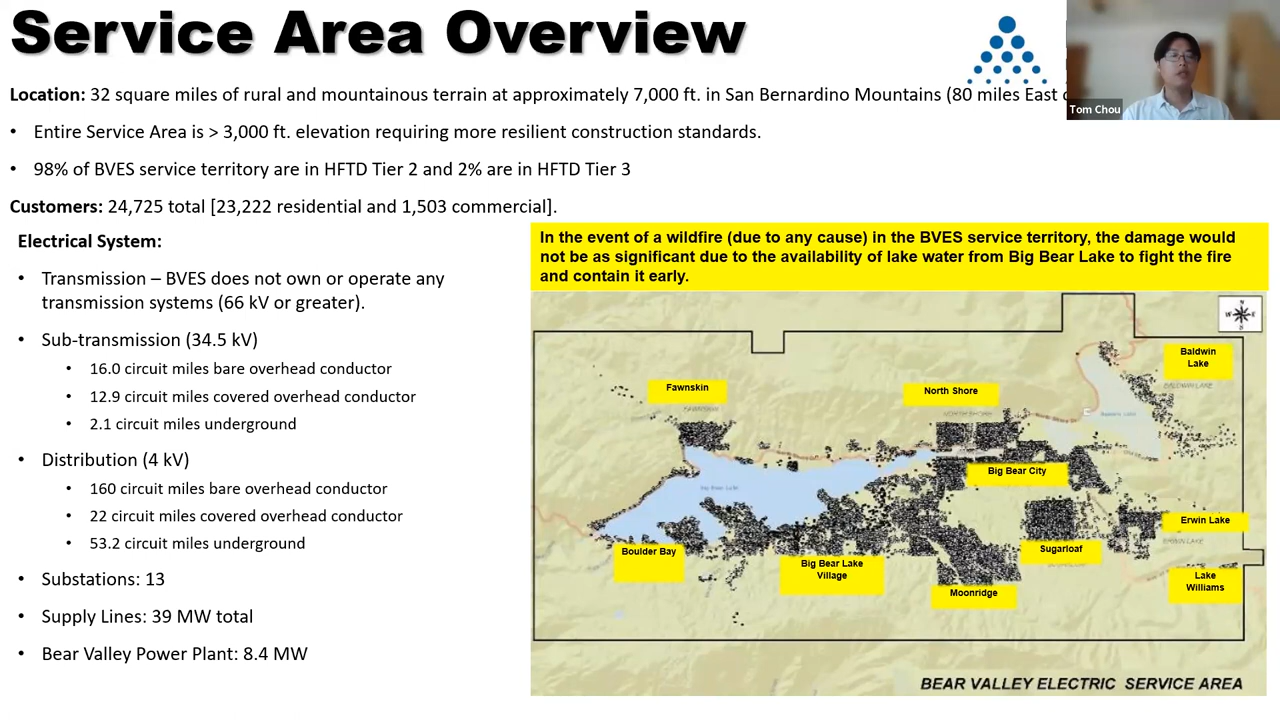 Service Area Overview
Tom Chou
Location: 32 square miles of rural and mountainous terrain at approximately 7,000 ft. in San Bernardino Mountains (80 miles East
• Entire Service Area is > 3,000 ft. elevation requiring more resilient construction standards.
• 98% of BVES service territory are in HFTD Tier 2 and 2% are in HFTD Tier 3
Customers: 24,725 total [23,222 residential and 1,503 commercial].
Electrical System:
• Transmission – BVES does not own or operate any
transmission systems (66 kV or greater).
• Sub-transmission (34.5 kV)
• 16.0 circuit miles bare overhead conductor
• 12.9 circuit miles covered overhead conductor
• 2.1 circuit miles underground
• Distribution (4 kV)
• 160 circuit miles bare overhead conductor
• 22 circuit miles covered overhead conductor
• 53.2 circuit miles underground
• Substations: 13
• Supply Lines: 39 MW total
• Bear Valley Power Plant: 8.4 MW
In the event of a wildfire (due to any cause) in the BVES service territory, the damage would
not be as significant due to the availability of lake water from Big Bear Lake to fight the fire
and contain it early.
N
W E
S
Baldwin
Lake
BALDWIN LAKE
Fawnskin
FAWNSKIN
North Shore
NORTH SHORE
Big Bear City
Big Bear Lake
Erwin Lake
ERWIN LAKE
Boulder Bay
Sugarloaf
Big Bear Lake
Village
Moonridge
Lake
Williams
BEAR VALLEY ELECTRIC SERVICE AREA